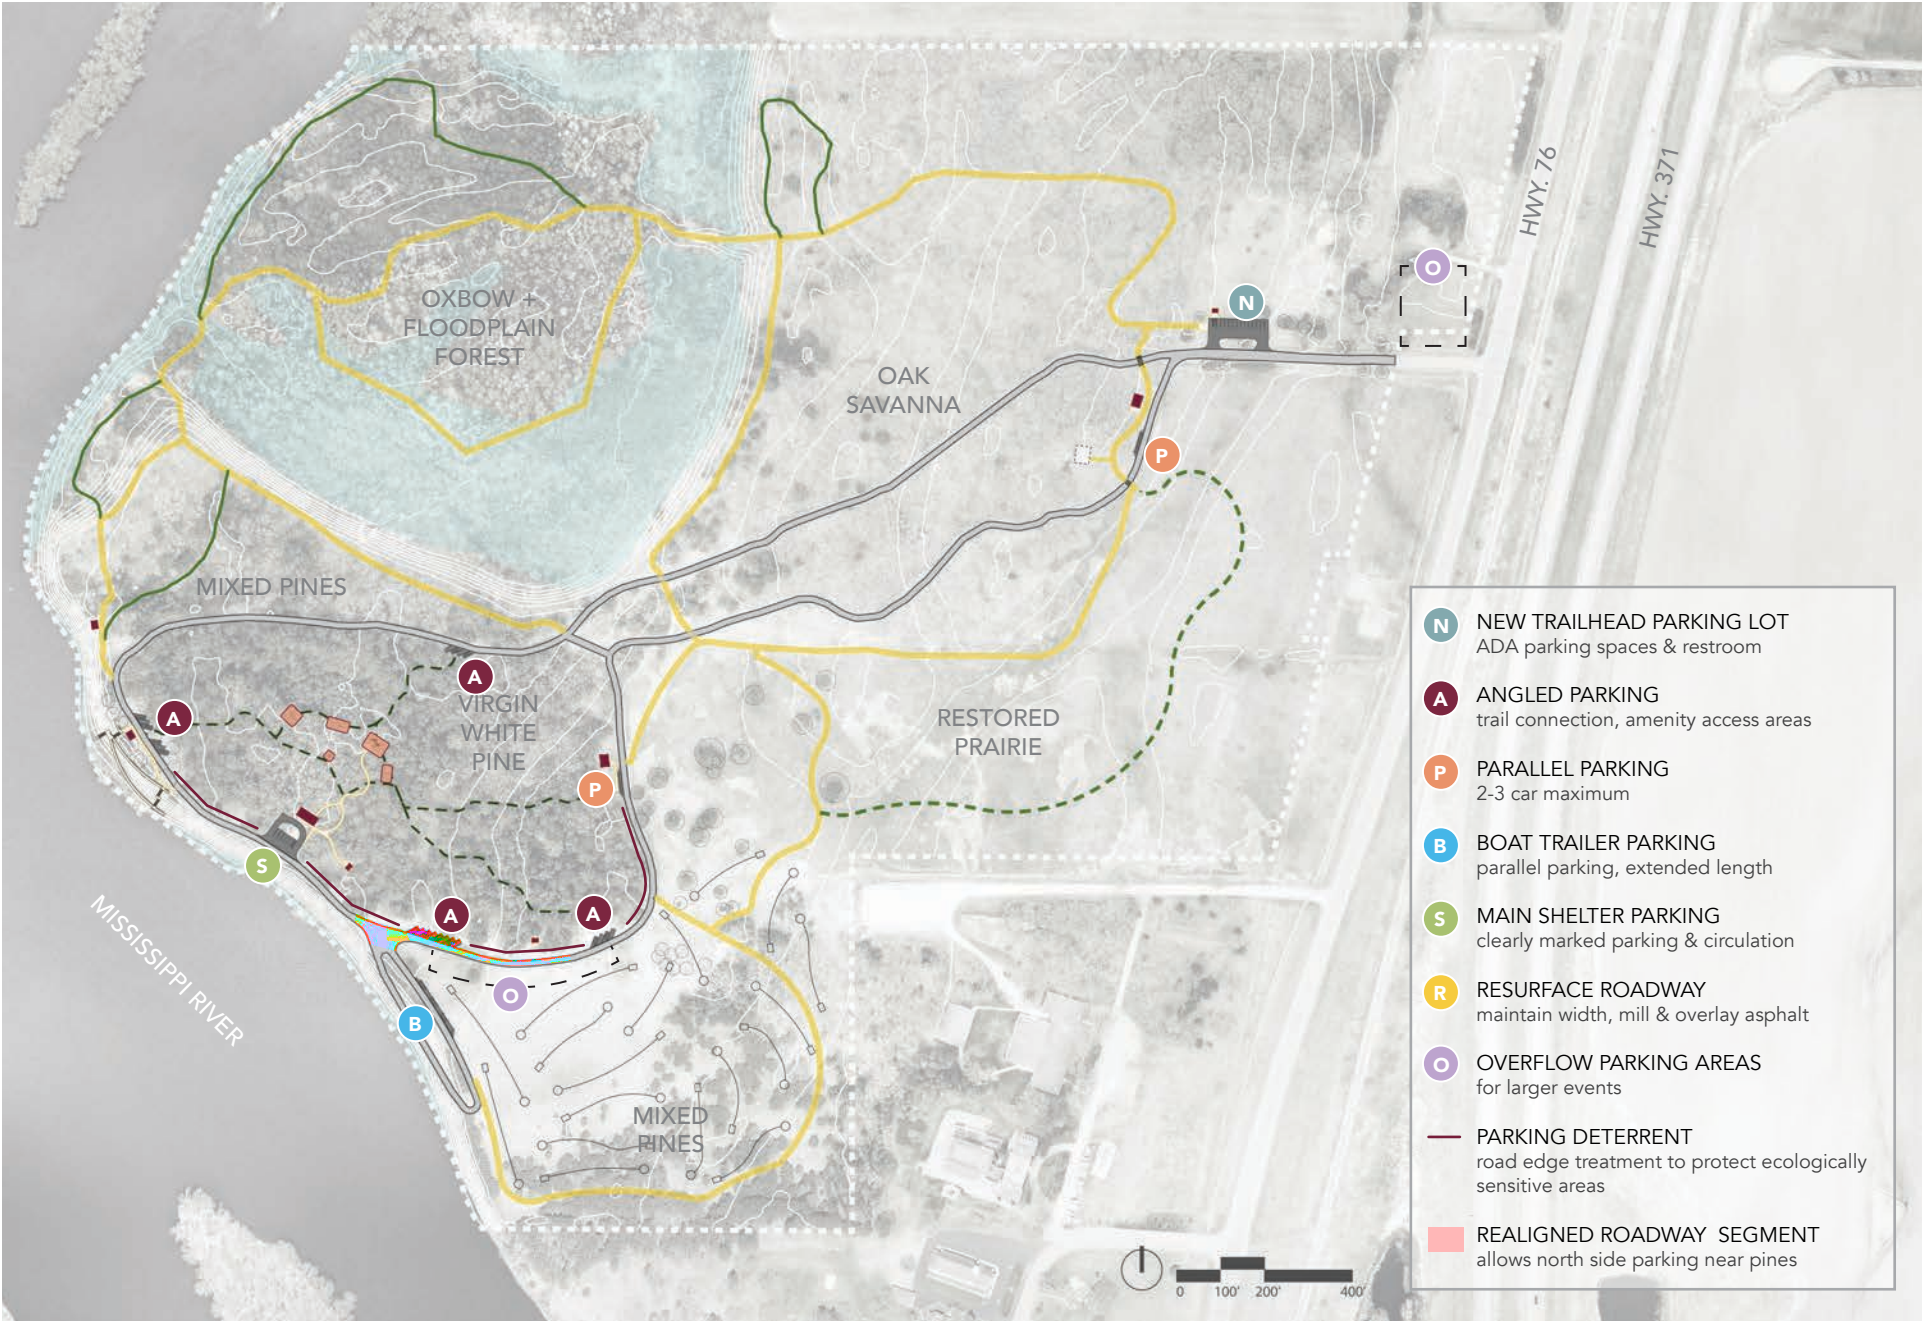 HWY. 76
HWY. 371
O
N
OXBOW +
FLOODPLAIN
FOREST
OAK
SAVANNA
P
MIXED PINES
A
VIRGIN
WHITE
PINE
A
RESTORED
PRAIRIE
P
S
A
A
MISSISSIPPI RIVER
O
B
MIXED
PINES
0
100'
200'
400'
N
NEW TRAILHEAD PARKING LOT
ADA parking spaces & restroom
A
ANGLED PARKING
trail connection, amenity access areas
P
PARALLEL PARKING
2-3 car maximum
B
BOAT TRAILER PARKING
parallel parking, extended length
S
MAIN SHELTER PARKING
clearly marked parking & circulation
R
RESURFACE ROADWAY
maintain width, mill & overlay asphalt
O
OVERFLOW PARKING AREAS
for larger events
PARKING DETERRENT
road edge treatment to protect ecologically
sensitive areas
REALIGNED ROADWAY SEGMENT
allows north side parking near pines